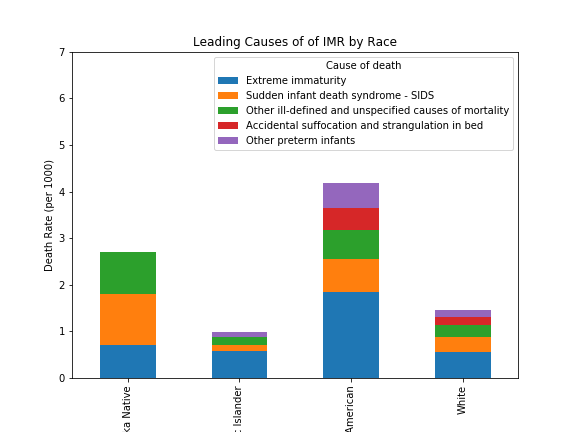 Leading Causes of of IMR by Race
Cause of death
Extreme immaturity
Sudden infant death syndrome - SIDS
Other ill-defined and unspecified causes of mortality
Accidental suffocation and strangulation in bed
Other preterm infants
Death Rate (per 1000)
7
6
5
4
3
2
1
0
ka Native
Islander
American
White